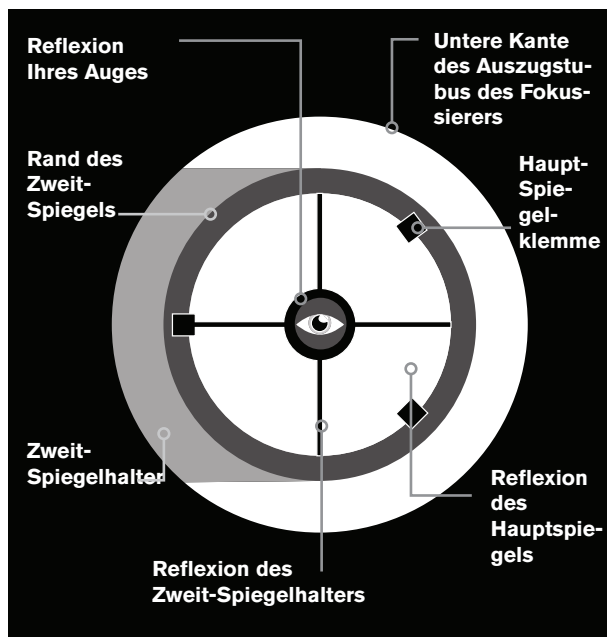 Reflexion
Ihres Auges
Untere Kante
des Auszugstu-
bus des Fokus-
sierers
Rand des
Zweit-
Spiegels
Haupt-
Spie-
gel-
klemme
Zweit-
Spiegelhalter
Reflexion
des
Hauptspie-
gels
Reflexion des
Zweit-Spiegelhalters